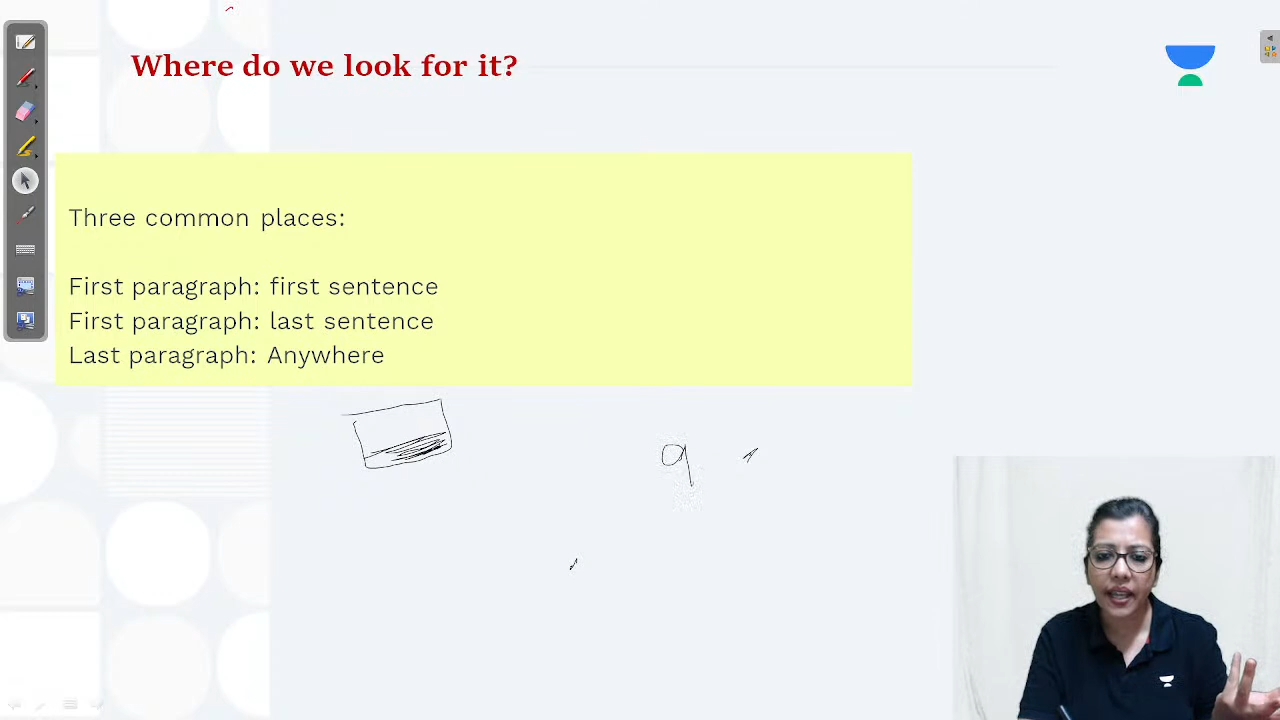 Where do we look for it?
Three common places:
First paragraph: first sentence
First paragraph: last sentence
Last paragraph: Anywhere
q